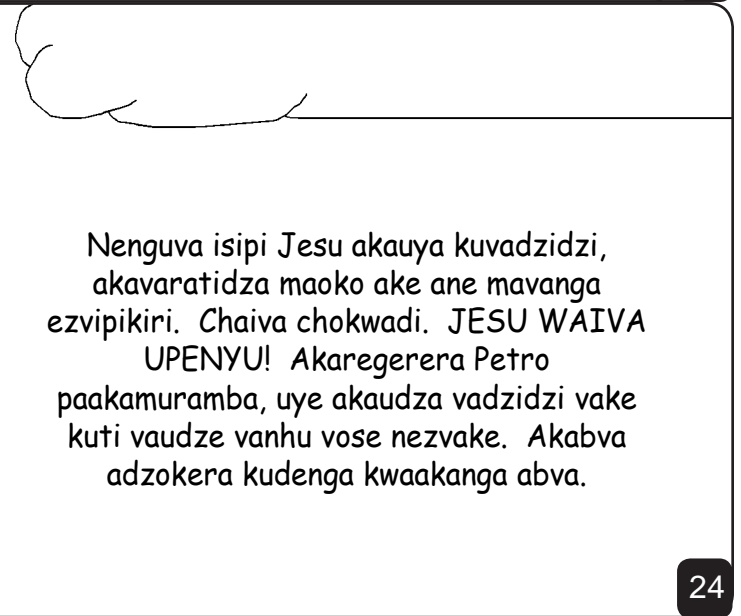 Nenguva isipi Jesu akauya kuvadzidzi,
akavaratidza maoko ake ane mavanga
ezvipikiri.  Chaiva chokwadi.  JESU WAIVA
UPENYU!  Akaregerera Petro
paakamuramba, uye akaudza vadzidzi vake
kuti vaudze vanhu vose nezvake.  Akabva
adzokera kudenga kwaakanga abva.
24